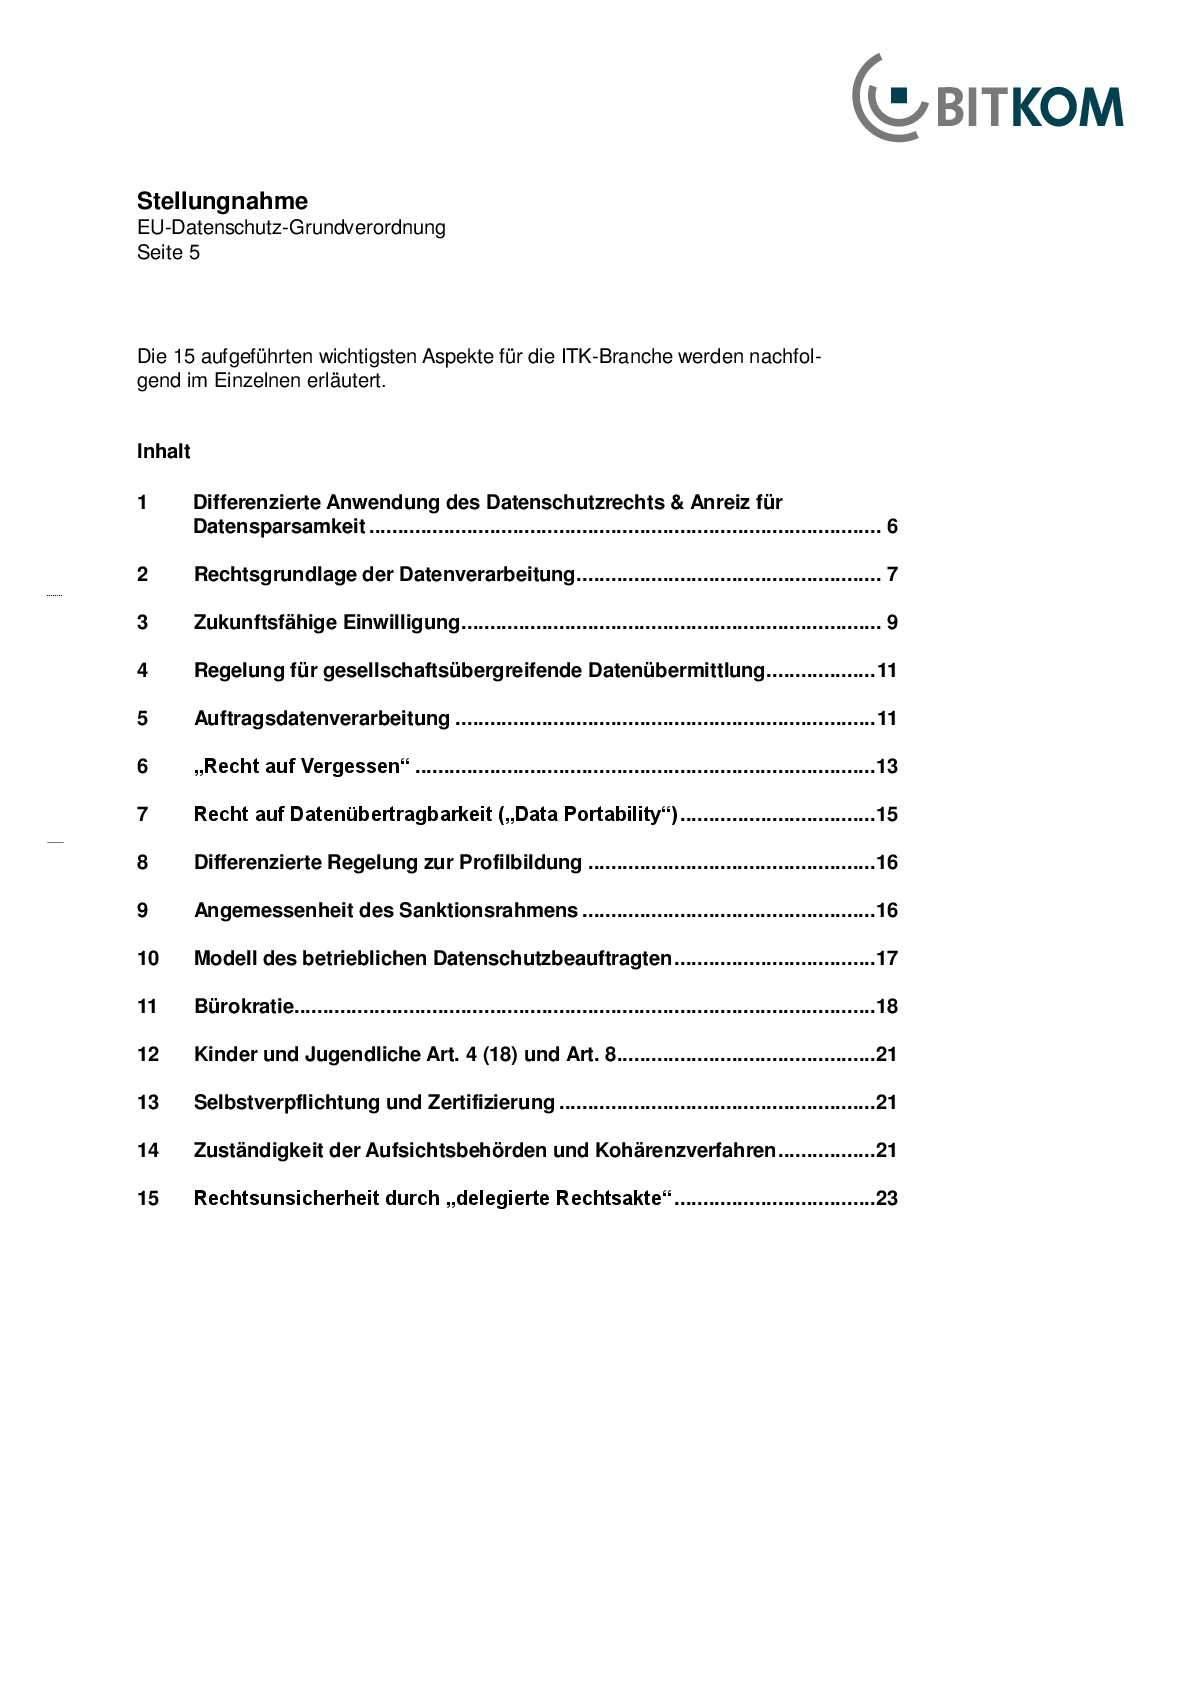 BITKOM
Stellungnahme
EU-Datenschutz-Grundverordnung
Seite 5
Die 15 aufgeführten wichtigsten Aspekte für die ITK-Branche werden nachfol-
gend im Einzelnen erläutert.
Inhalt
1 Differenzierte Anwendung des Datenschutzrechts & Anreiz für
Datensparsamkeit ........................................................................................ 6
2 Rechtsgrundlage der Datenverarbeitung..................................................... 7
3 Zukunftsfähige Einwilligung......................................................................... 9
4 Regelung für gesellschaftsübergreifende Datenübermittlung...................11
5 Auftragsdatenverarbeitung .........................................................................11
6 „Recht auf Vergessen“ ................................................................................13
7 Recht auf Datenübertragbarkeit („Data Portability“)..................................15
8 Differenzierte Regelung zur Profilbildung ..................................................16
9 Angemessenheit des Sanktionsrahmens ...................................................16
10 Modell des betrieblichen Datenschutzbeauftragten...................................17
11 Bürokratie.....................................................................................................18
12 Kinder und Jugendliche Art. 4 (18) und Art. 8.............................................21
13 Selbstverpflichtung und Zertifizierung .......................................................21
14 Zuständigkeit der Aufsichtsbehörden und Kohärenzverfahren.................21
15 Rechtsunsicherheit durch „delegierte Rechtsakte“...................................23